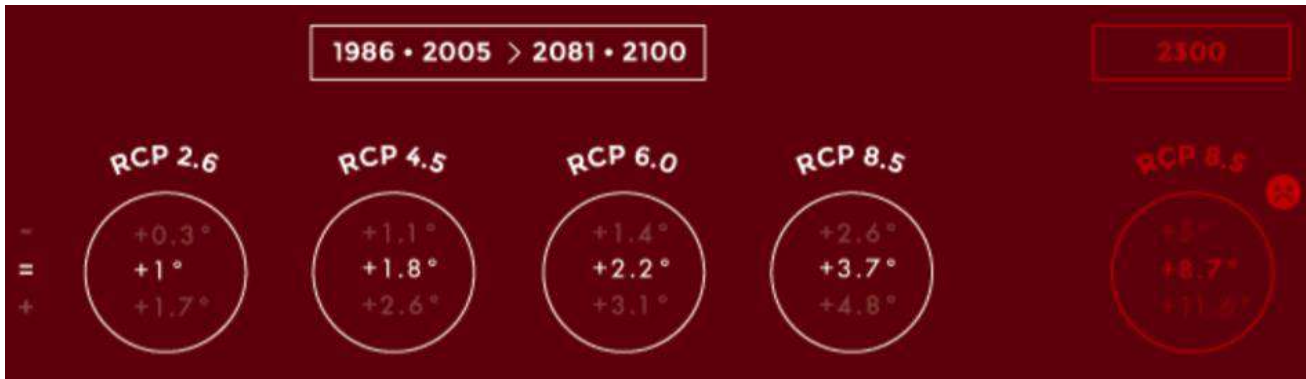 1986 • 2005 > 2081 • 2100
2300
RCP 2.6
RCP 4.5
RCP 6.0
RCP 8.5
RCP 8.5
- +0.3° +1.1° +1.4° +2.6°
= +1° +1.8° +2.2° +3.7° +8.7°
+ +1.7° +2.6° +3.1° +4.8°